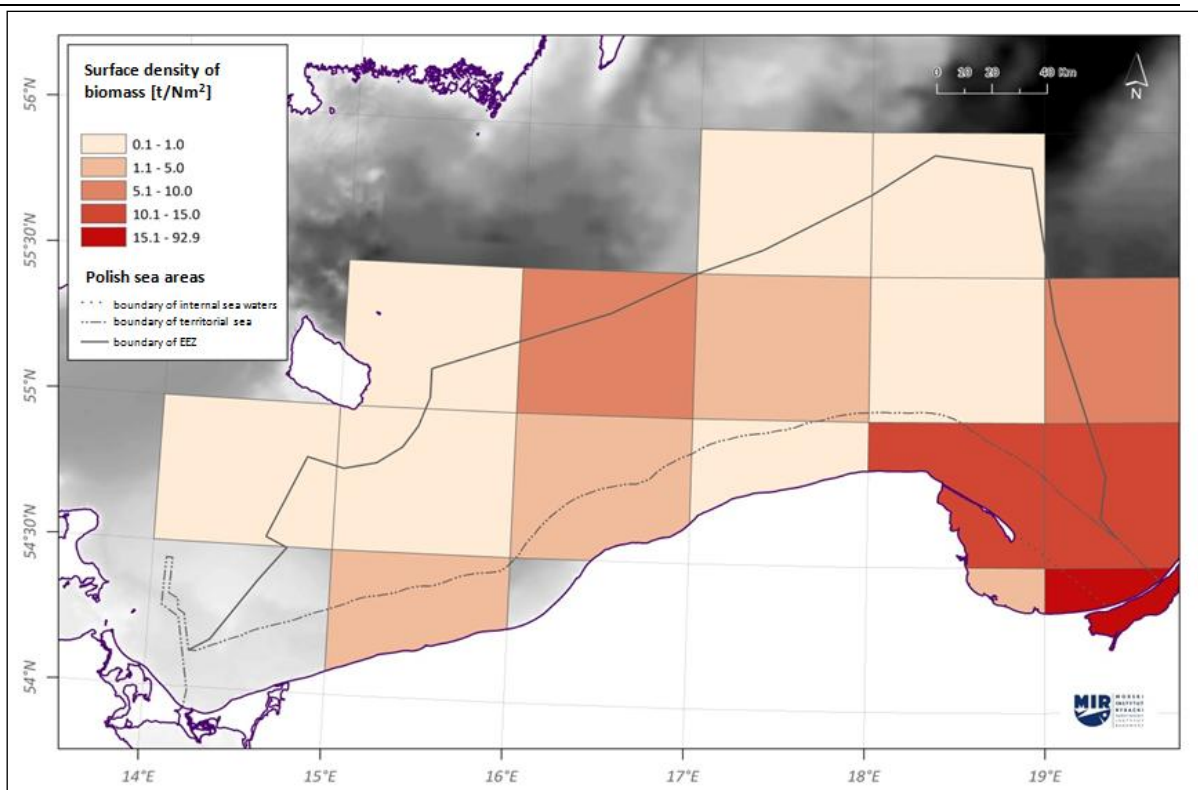 Surface density of
biomass [t/Nm²]
0.1 - 1.0
1.1 - 5.0
5.1 - 10.0
10.1 - 15.0
15.1 - 92.9
Polish sea areas
boundary of internal sea waters
boundary of territorial sea
boundary of EEZ
0 10 20 40 Km
N
56°N
55°30'N
55°N
54°30'N
54°N
14°E 15°E 16°E 17°E 18°E 19°E
MIR
MORSKI
INSTYTUT
RYBACKI